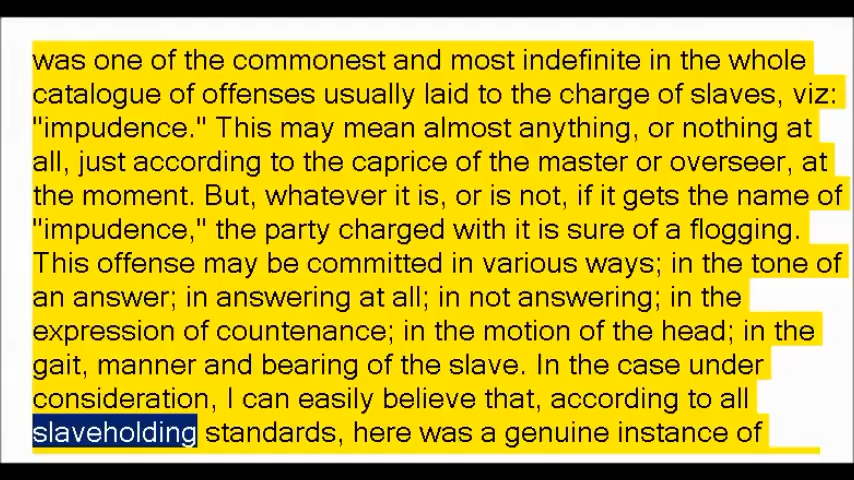 was one of the commonest and most indefinite in the whole
catalogue of offenses usually laid to the charge of slaves, viz:
"impudence." This may mean almost anything, or nothing at
all, just according to the caprice of the master or overseer, at
the moment. But, whatever it is, or is not, if it gets the name of
"impudence," the party charged with it is sure of a flogging.
This offense may be committed in various ways; in the tone of
an answer; in answering at all; in not answering; in the
expression of countenance; in the motion of the head; in the
gait, manner and bearing of the slave. In the case under
consideration, I can easily believe that, according to all
slaveholding standards, here was a genuine instance of